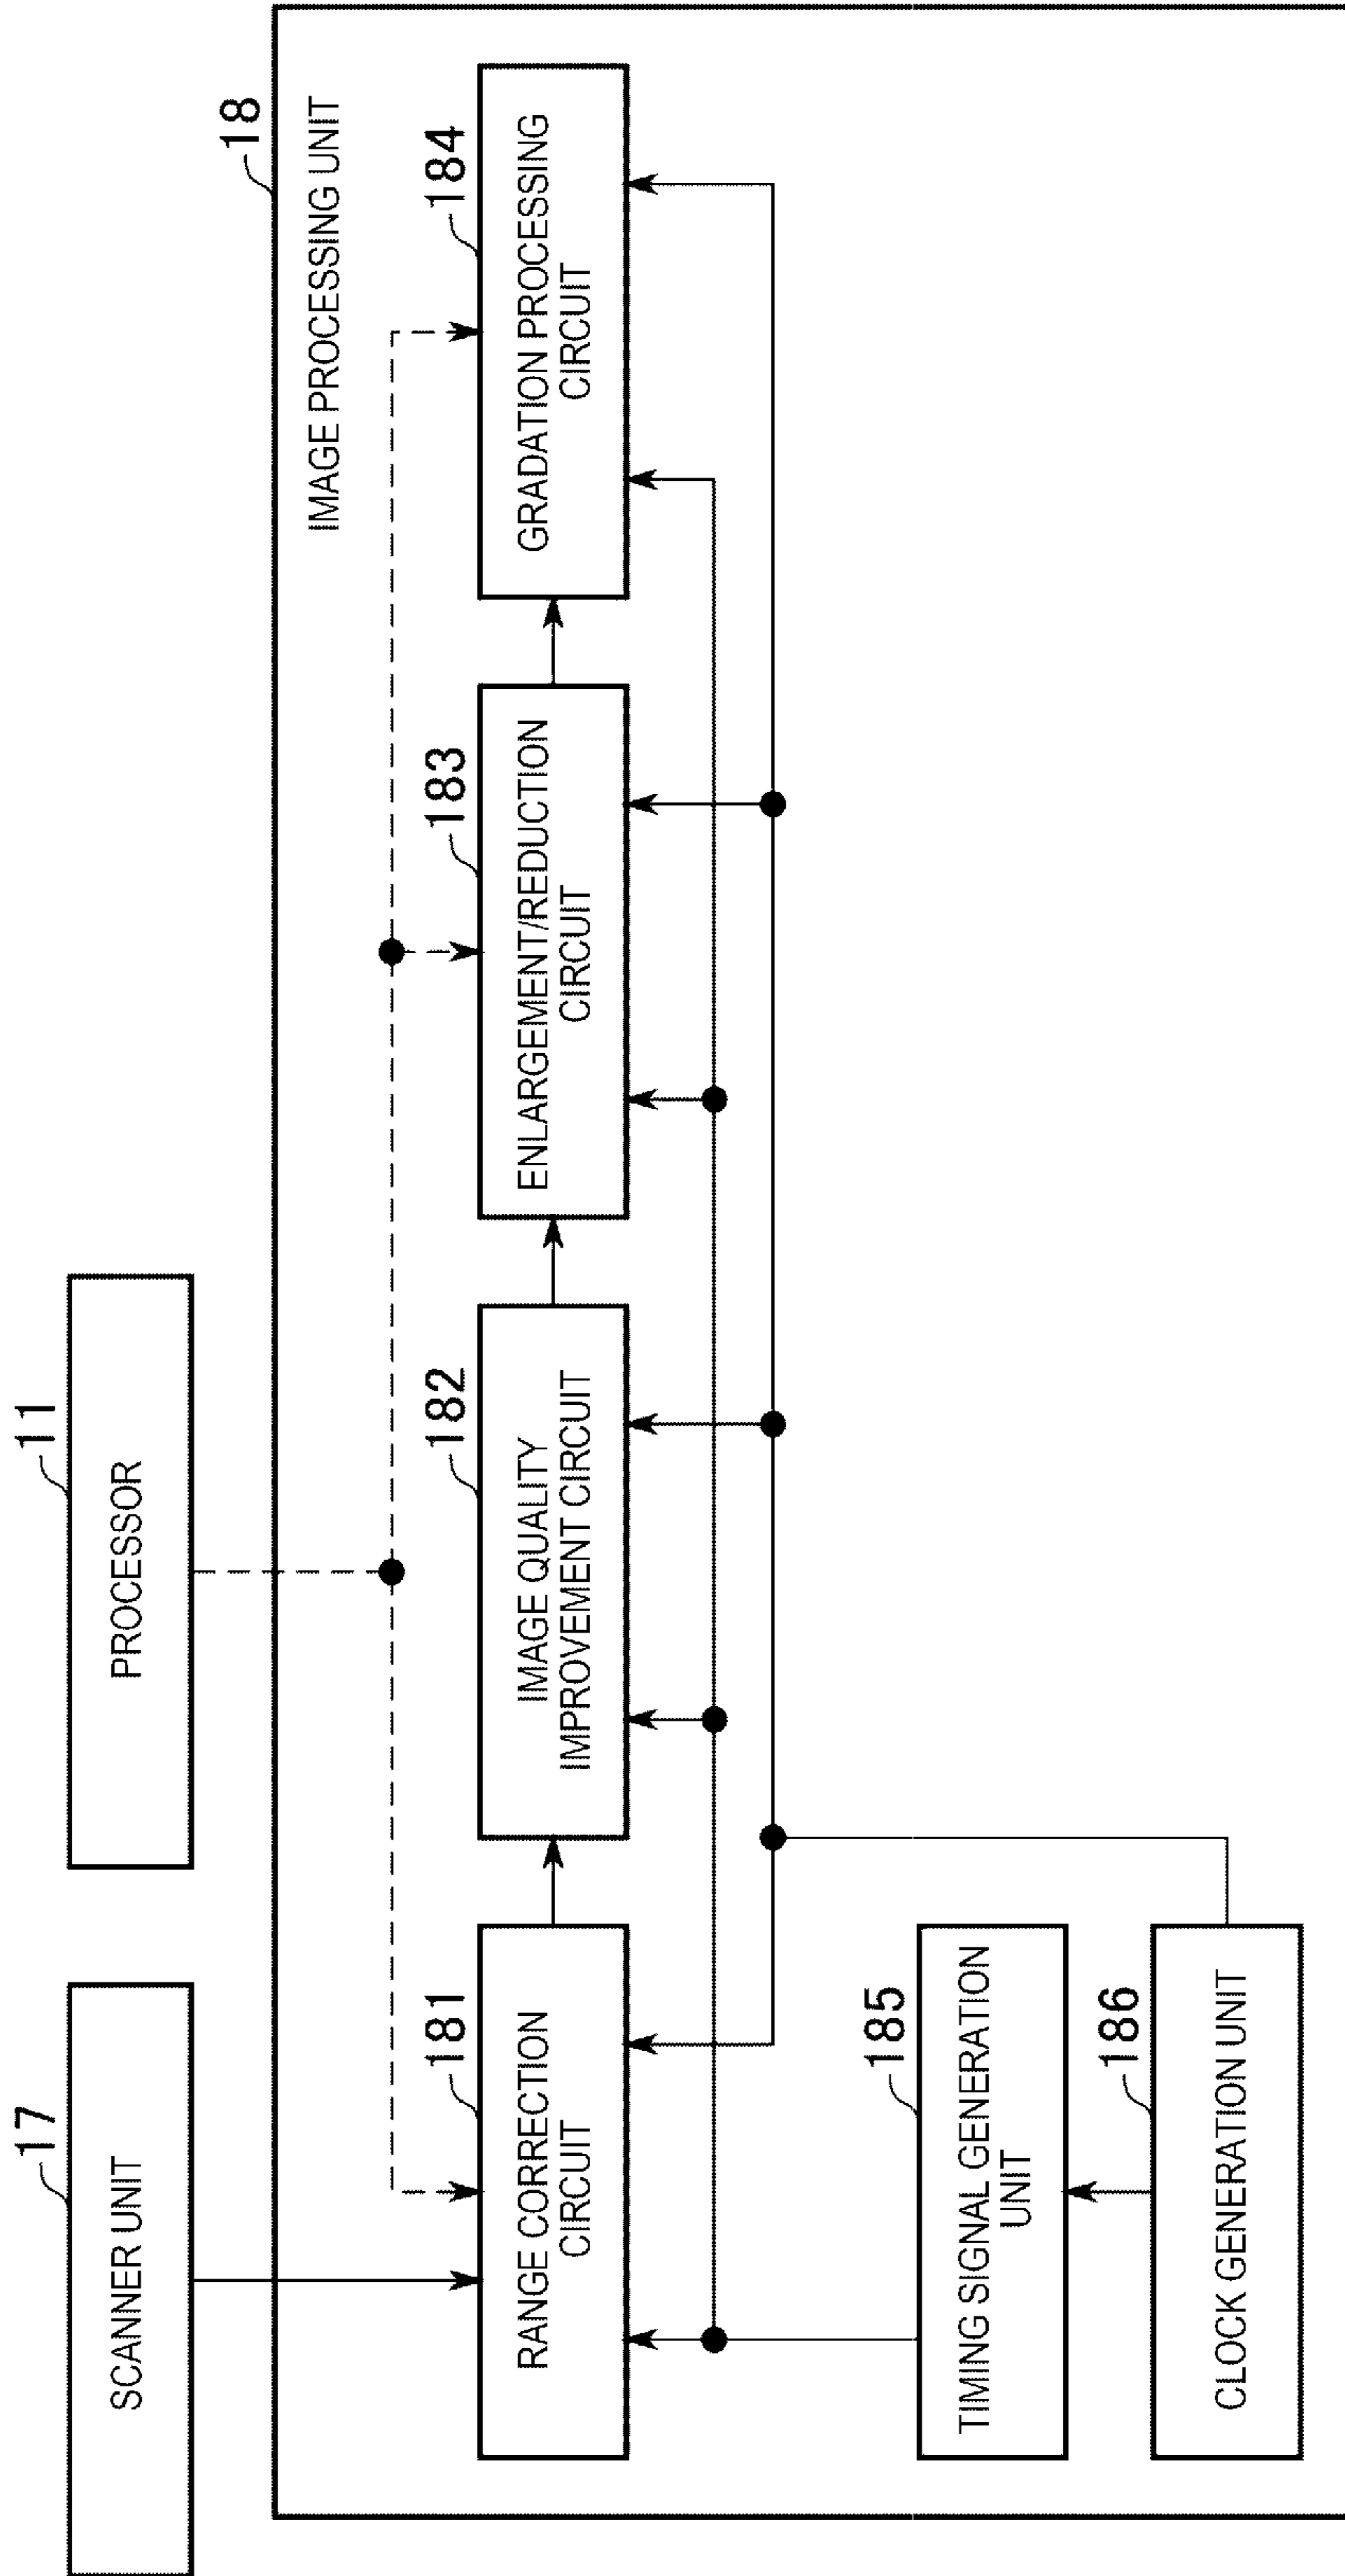 17
SCANNER UNIT
11
PROCESSOR
18
IMAGE PROCESSING UNIT
181
RANGE CORRECTION
CIRCUIT
182
IMAGE QUALITY
IMPROVEMENT CIRCUIT
183
ENLARGEMENT/REDUCTION
CIRCUIT
184
GRADATION PROCESSING
CIRCUIT
185
TIMING SIGNAL GENERATION
UNIT
186
CLOCK GENERATION UNIT